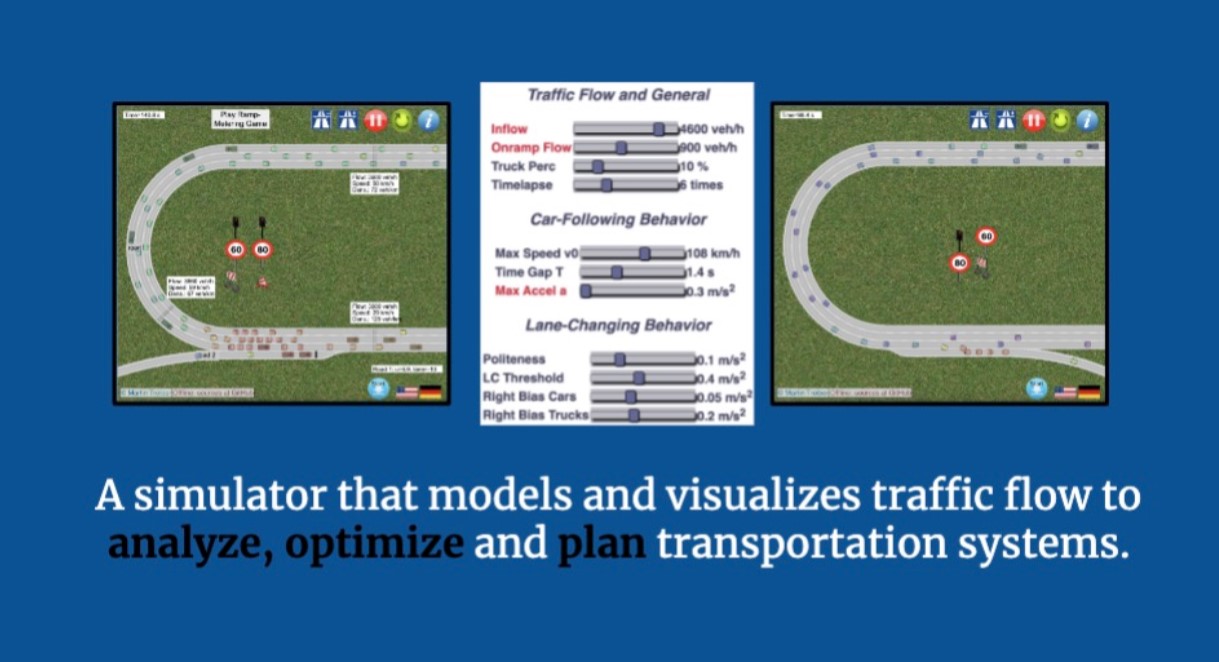 Play Ramp-
Metering Game
60
80
Traffic Flow and General
Inflow 4600 veh/h
Onramp Flow 900 veh/h
Truck Perc 10 %
Timelapse 6 times
Car-Following Behavior
Max Speed v0 108 km/h
Time Gap T 1.4 s
Max Accel a 0.3 m/s²
Lane-Changing Behavior
Politeness 0.1 m/s²
LC Threshold 0.4 m/s²
Right Bias Cars 0.05 m/s²
Right Bias Trucks 0.2 m/s²
60
80
A simulator that models and visualizes traffic flow to
analyze, optimize and plan transportation systems.